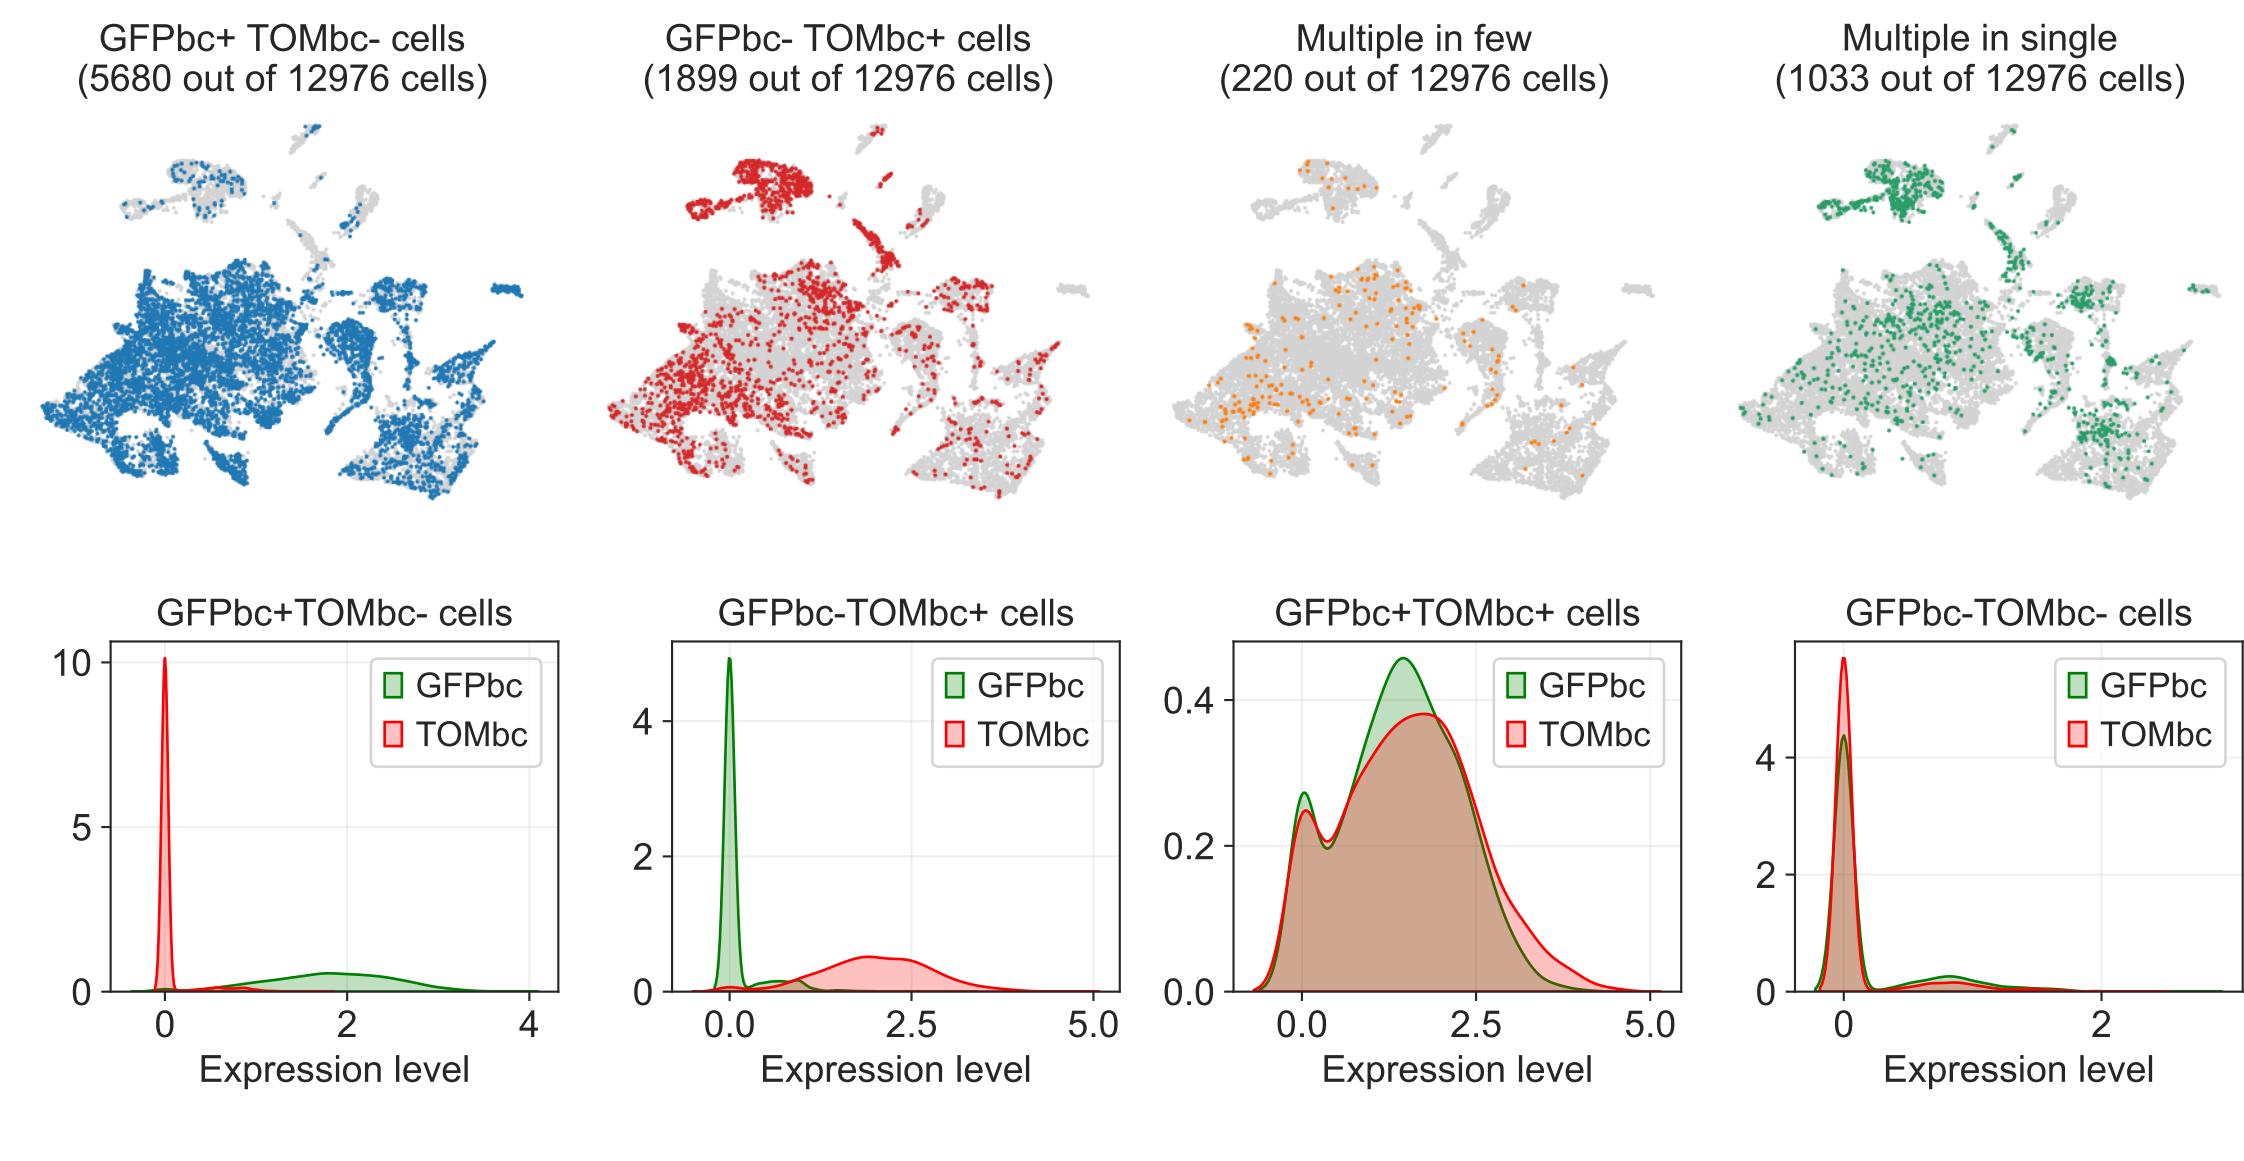 GFPbc+ TOMbc- cells
(5680 out of 12976 cells)
GFPbc- TOMbc+ cells
(1899 out of 12976 cells)
Multiple in few
(220 out of 12976 cells)
Multiple in single
(1033 out of 12976 cells)
GFPbc+TOMbc- cells
10
5
0
0 2 4
GFPbc
TOMbc
Expression level
GFPbc-TOMbc+ cells
4
2
0
0.0 2.5 5.0
GFPbc
TOMbc
Expression level
GFPbc+TOMbc+ cells
0.4
0.2
0.0
0.0 2.5 5.0
GFPbc
TOMbc
Expression level
GFPbc-TOMbc- cells
4
2
0
0 2
GFPbc
TOMbc
Expression level